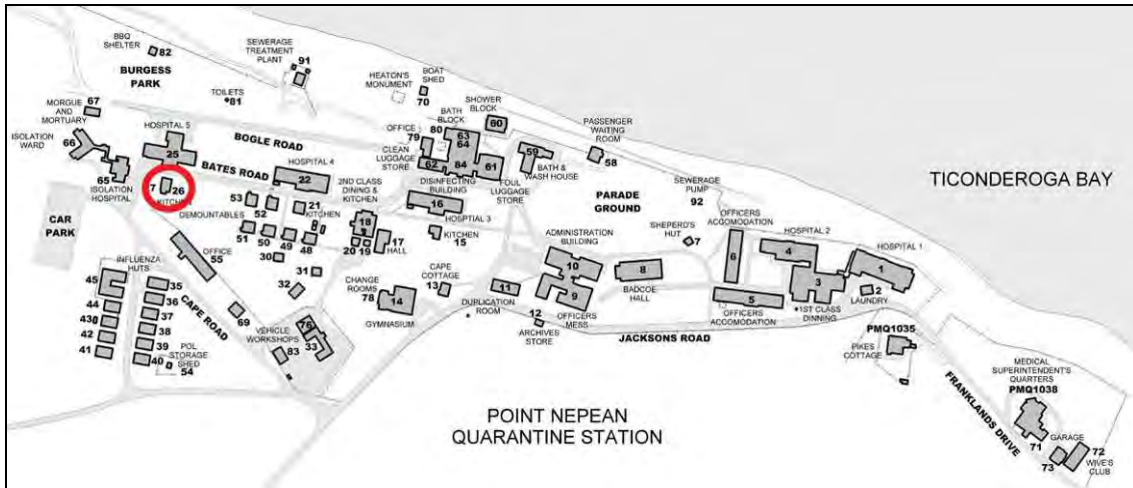 BBQ
SHELTER
82
BURGESS
PARK
SEWERAGE
TREATMENT
PLANT
91
TOILETS
81
HEATON'S
MONUMENT
BOAT
SHED
70
SHOWER
BLOCK
60
BATH
BLOCK
63
64
80
OFFICE
79
CLEAN
LUGGAGE
STORE
62
84
61
59
BATH &
WASH HOUSE
PASSENGER
WAITING
ROOM
58
FOUL
LUGGAGE
STORE
DISINFECTING
BUILDING
MORGUE
AND
MORTUARY
67
ISOLATION
WARD
66
HOSPITAL 5
25
BOGLE ROAD
BATES ROAD
65
ISOLATION
HOSPITAL
7
26
KITCHEN
HOSPITAL 4
22
2ND CLASS
DINING &
KITCHEN
18
20
19
17
HALL
16
HOSPTIAL 3
KITCHEN
15
DEMOUNTABLES
53
52
21
KITCHEN
51
50
49
48
30
31
32
CAR
PARK
OFFICE
55
INFLUENZA
HUTS
45
44
43
42
41
35
36
37
38
39
40
POL
STORAGE
SHED
54
CAPE ROAD
69
VEHICLE
WORKSHOPS
76
33
83
CHANGE
ROOMS
78
14
GYMNASIUM
CAPE
COTTAGE
13
11
DUPLICATION
ROOM
ADMINISTRATION
BUILDING
10
9
OFFICERS
MESS
12
ARCHIVES
STORE
8
BADCOE
HALL
PARADE
GROUND
SEWERAGE
PUMP
92
SHEPERD'S
HUT
7
OFFICERS
ACCOMODATION
6
5
OFFICERS
ACCOMODATION
HOSPITAL 2
4
3
1ST CLASS
DINNING
HOSPITAL 1
1
2
LAUNDRY
JACKSONS ROAD
TICONDEROGA BAY
PMQ1035
PIKES
COTTAGE
FRANKLANDS DRIVE
MEDICAL
SUPERINTENDENT'S
QUARTERS
PMQ1038
71
GARAGE
73
72
WIVE'S
CLUB
POINT NEPEAN
QUARANTINE STATION